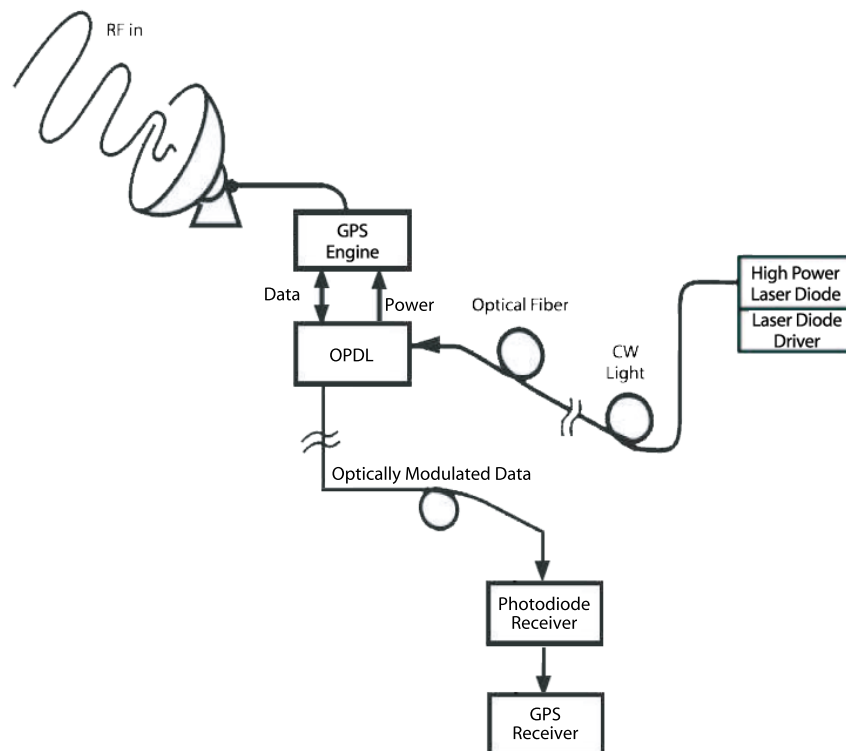 RF in
GPS
Engine
Data
Power
OPDL
Optical Fiber
CW
Light
High Power
Laser Diode
Laser Diode
Driver
Optically Modulated Data
Photodiode
Receiver
GPS
Receiver